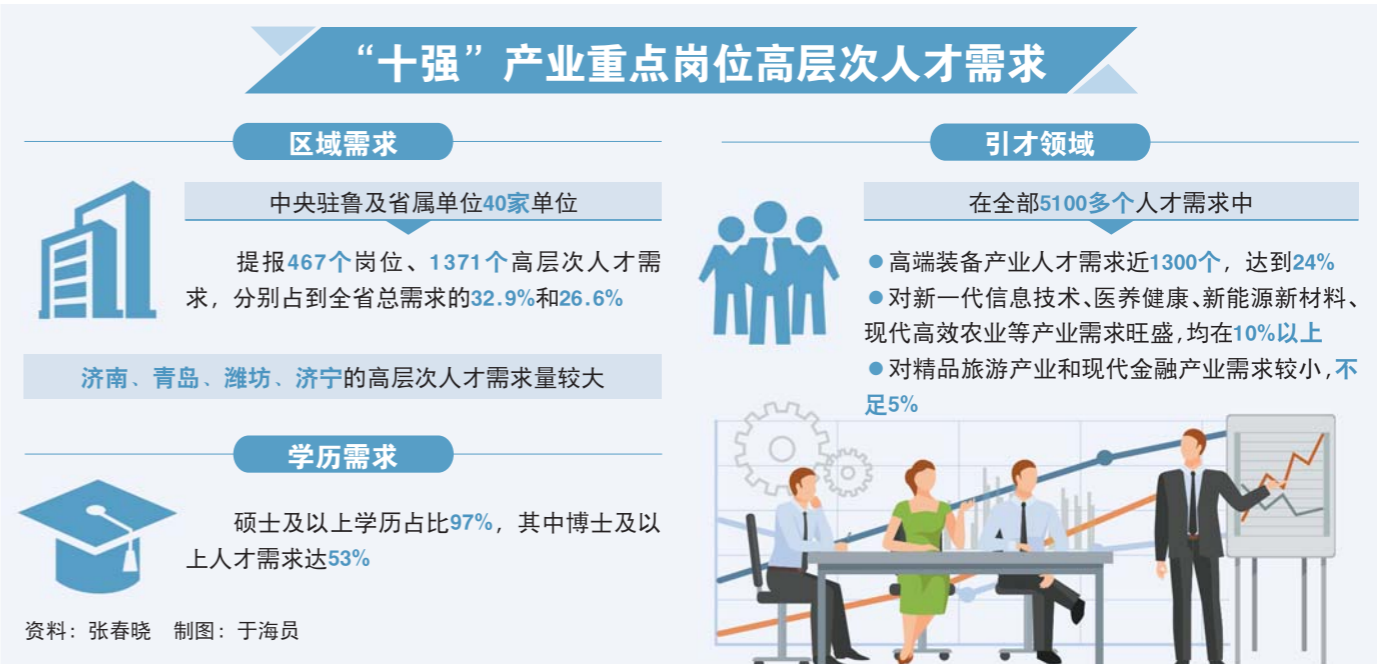 “十强”产业重点岗位高层次人才需求
区域需求
中央驻鲁及省属单位40家单位
提报467个岗位、1371个高层次人才需
求，分别占到全省总需求的32.9%和26.6%
济南、青岛、潍坊、济宁的高层次人才需求量较大
学历需求
硕士及以上学历占比97%，其中博士及以
上人才需求达53%
资料：张春晓 制图：于海员
引才领域
在全部5100多个人才需求中
●高端装备产业人才需求近1300个，达到24%
●对新一代信息技术、医养健康、新能源新材料、
现代高效农业等产业需求旺盛,均在10%以上
●对精品旅游产业和现代金融产业需求较小,不
足5%